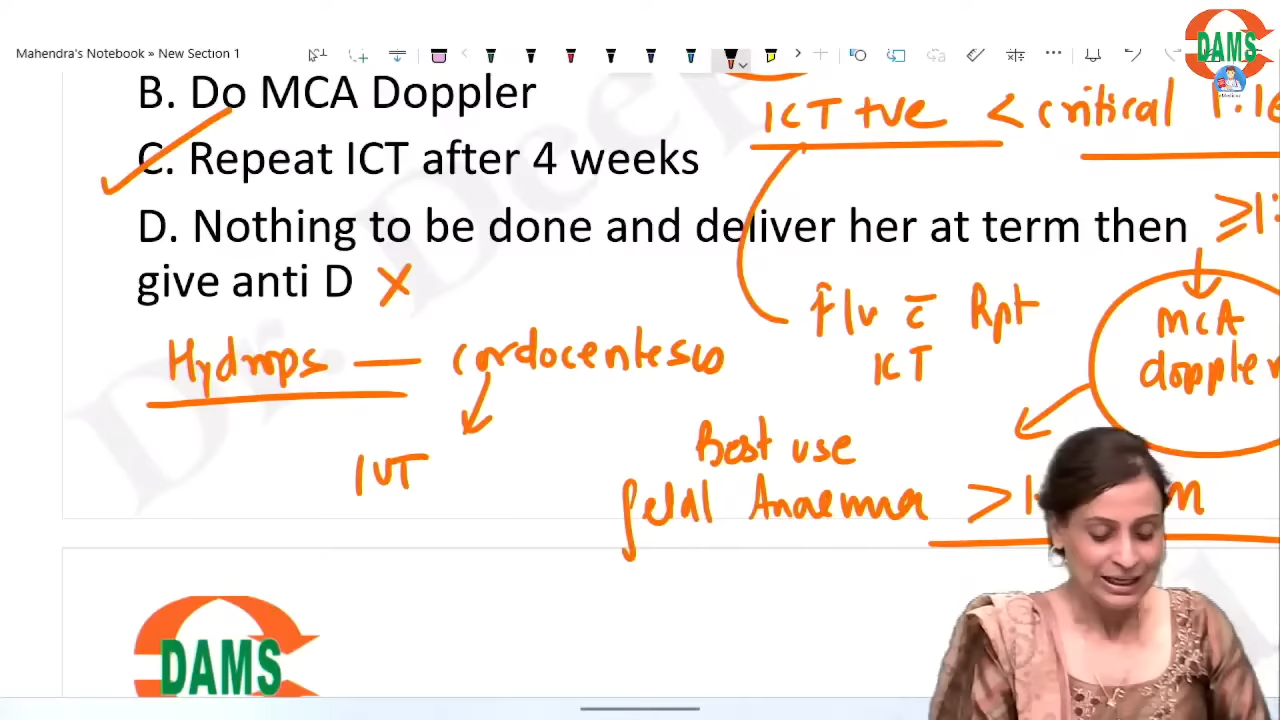 Mahendra's Notebook » New Section 1
DAMS
B. Do MCA Doppler
ICT +ve < critical
C. Repeat ICT after 4 weeks
D. Nothing to be done and deliver her at term then
give anti D X
≥1:
MCA
doppler
F/u c̄ Rpt
ICT
Hydrops — cordocentesis
IUT
Best use
fetal Anaemia >1
DAMS